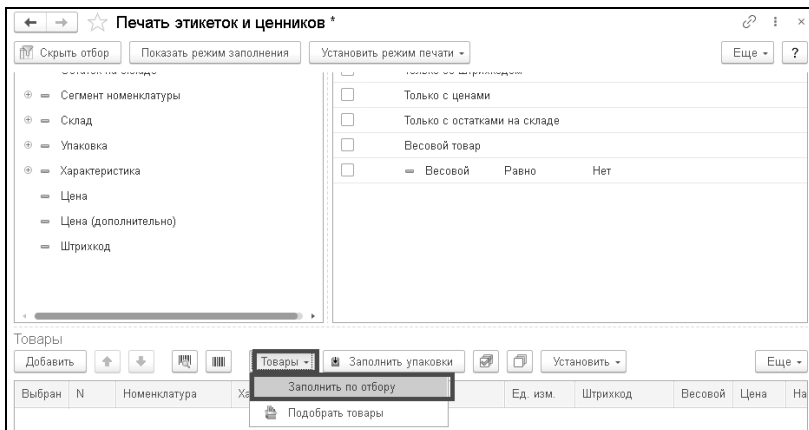 Печать этикеток и ценников *
Скрыть отбор Показать режим заполнения Установить режим печати Еще ?
Сегмент номенклатуры Только с ценами
Склад Только с остатками на складе
Упаковка Весовой товар
Характеристика Весовой Равно Нет
Цена
Цена (дополнительно)
Штрихкод
Товары
Добавить Товары Заполнить упаковки Установить Еще
Выбран N Номенклатура Ха Ед. изм. Штрихкод Весовой Цена На
Заполнить по отбору
Подобрать товары